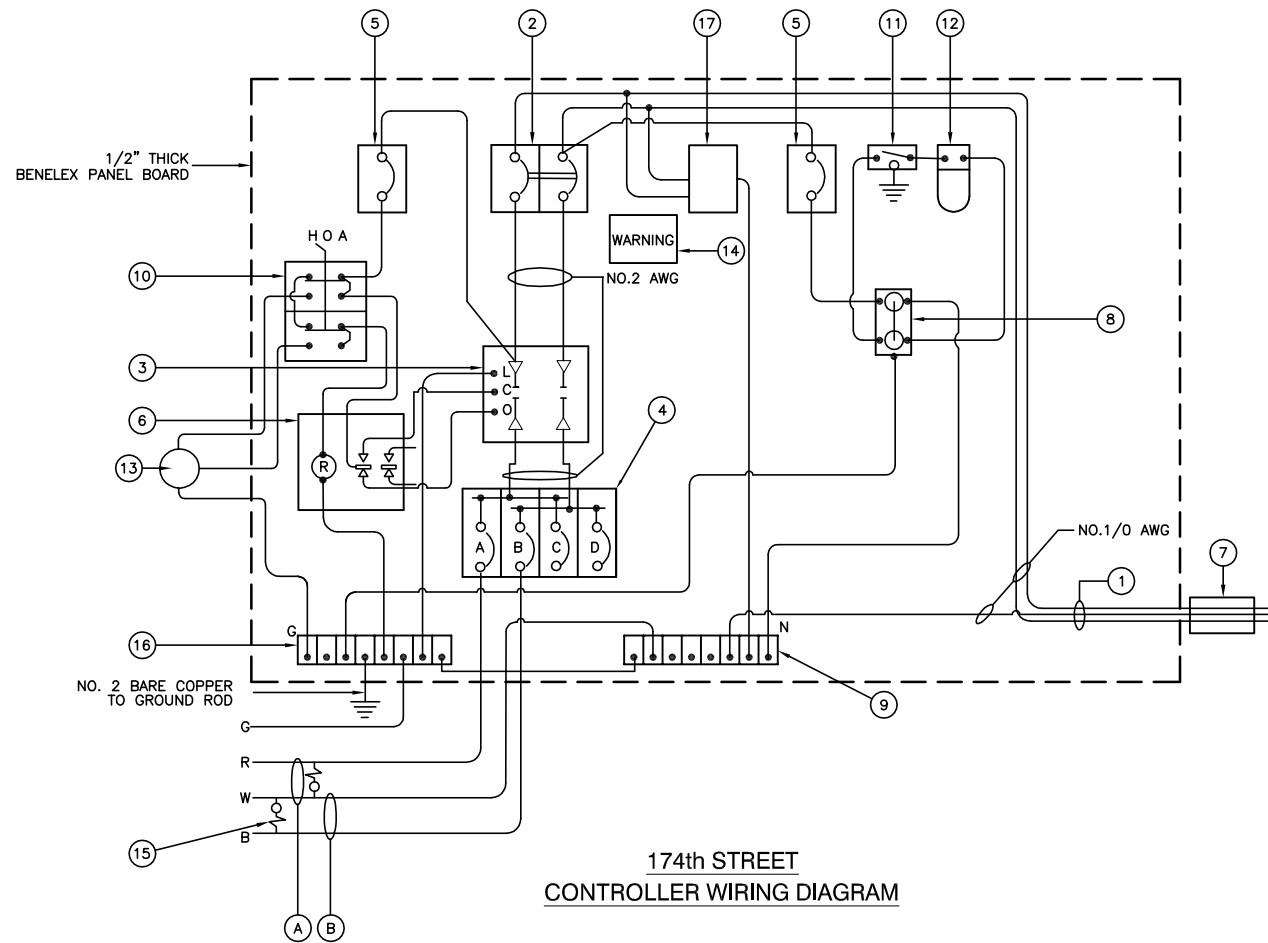 5
2
17
5
11
12
1/2" THICK
BENELEX PANEL BOARD
H O A
WARNING
14
10
NO.2 AWG
8
3
L
C
O
4
6
R
13
A
B
C
D
NO.1/0 AWG
7
1
G
N
16
9
NO. 2 BARE COPPER
TO GROUND ROD
G
R
W
B
15
174th STREET
CONTROLLER WIRING DIAGRAM
A
B